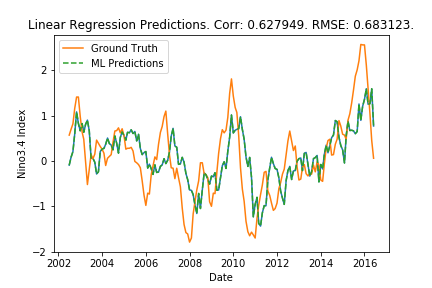 Linear Regression Predictions. Corr: 0.627949. RMSE: 0.683123.
Ground Truth
ML Predictions
2
1
0
−1
−2
Nino3.4 Index
2002 2004 2006 2008 2010 2012 2014 2016
Date